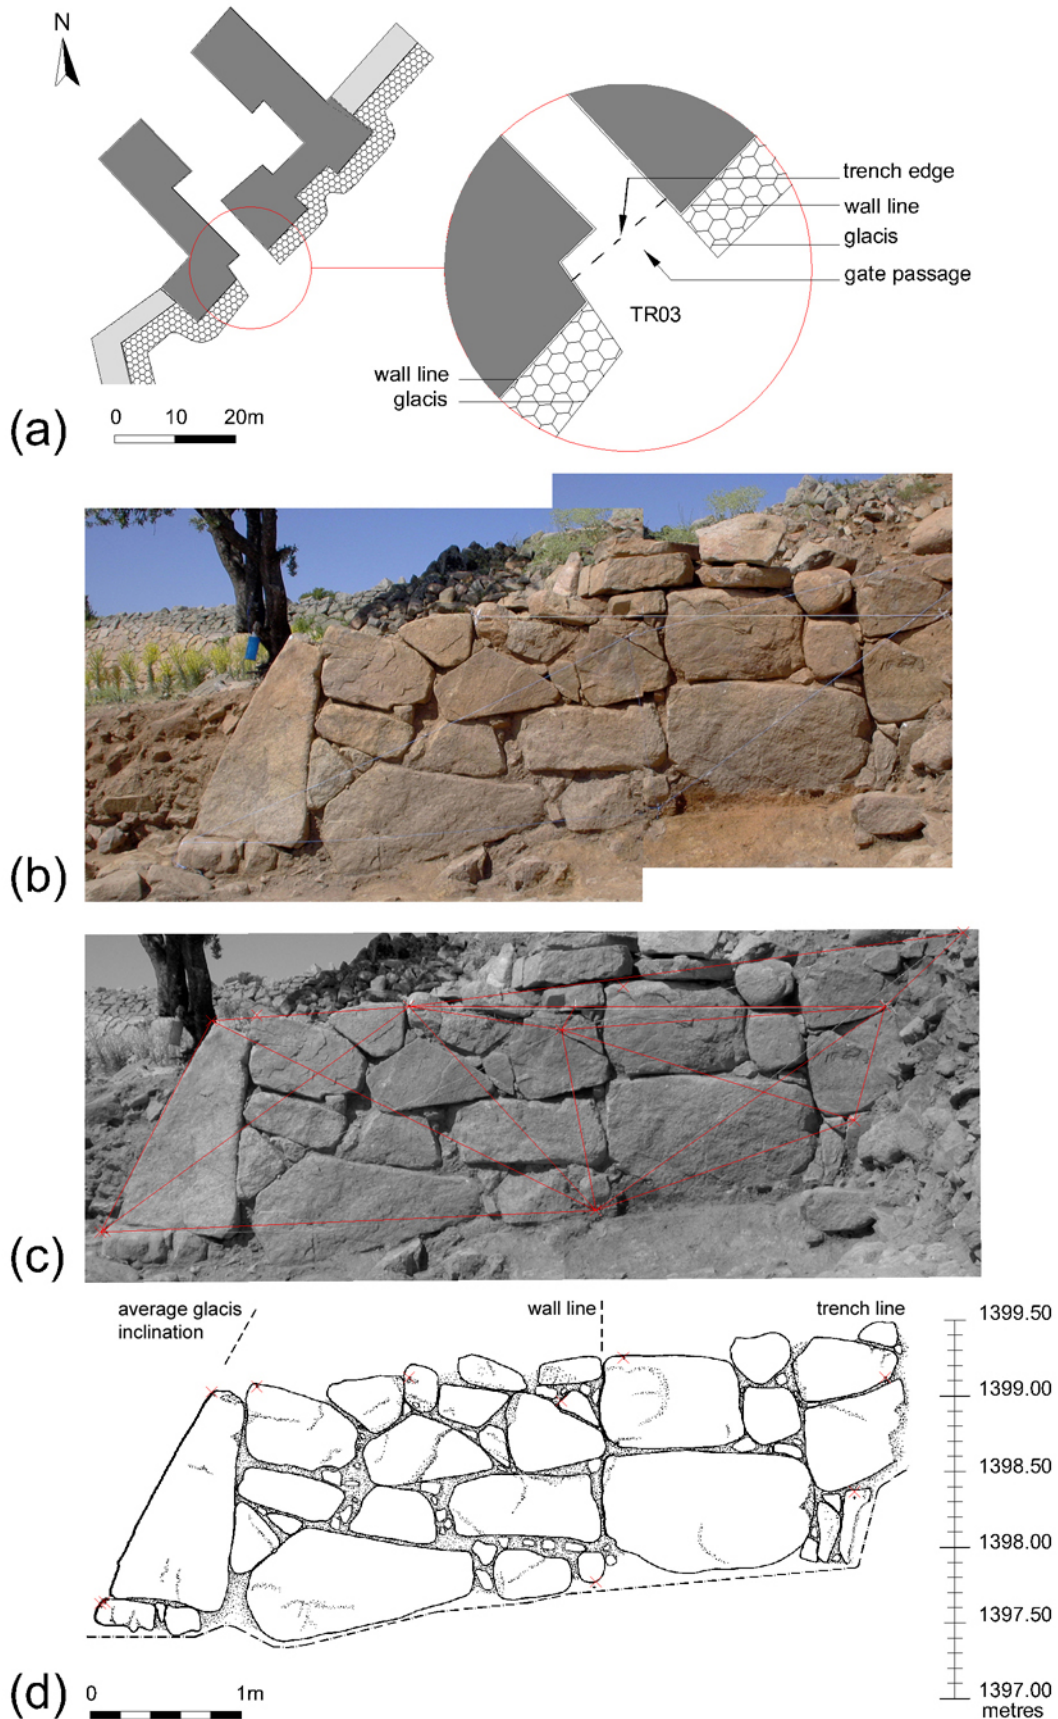 N
trench edge
wall line
glacis
gate passage
TR03
wall line
glacis
(a)
0 10 20m
(b)
(c)
average glacis
inclination
wall line
trench line
1399.50
1399.00
1398.50
1398.00
1397.50
1397.00
metres
(d)
0 1m